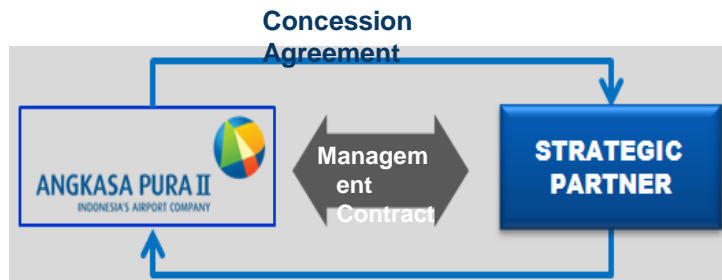 Concession
Agreement
ANGKASA PURA II
INDONESIA'S AIRPORT COMPANY
Managem
ent
Contract
STRATEGIC
PARTNER